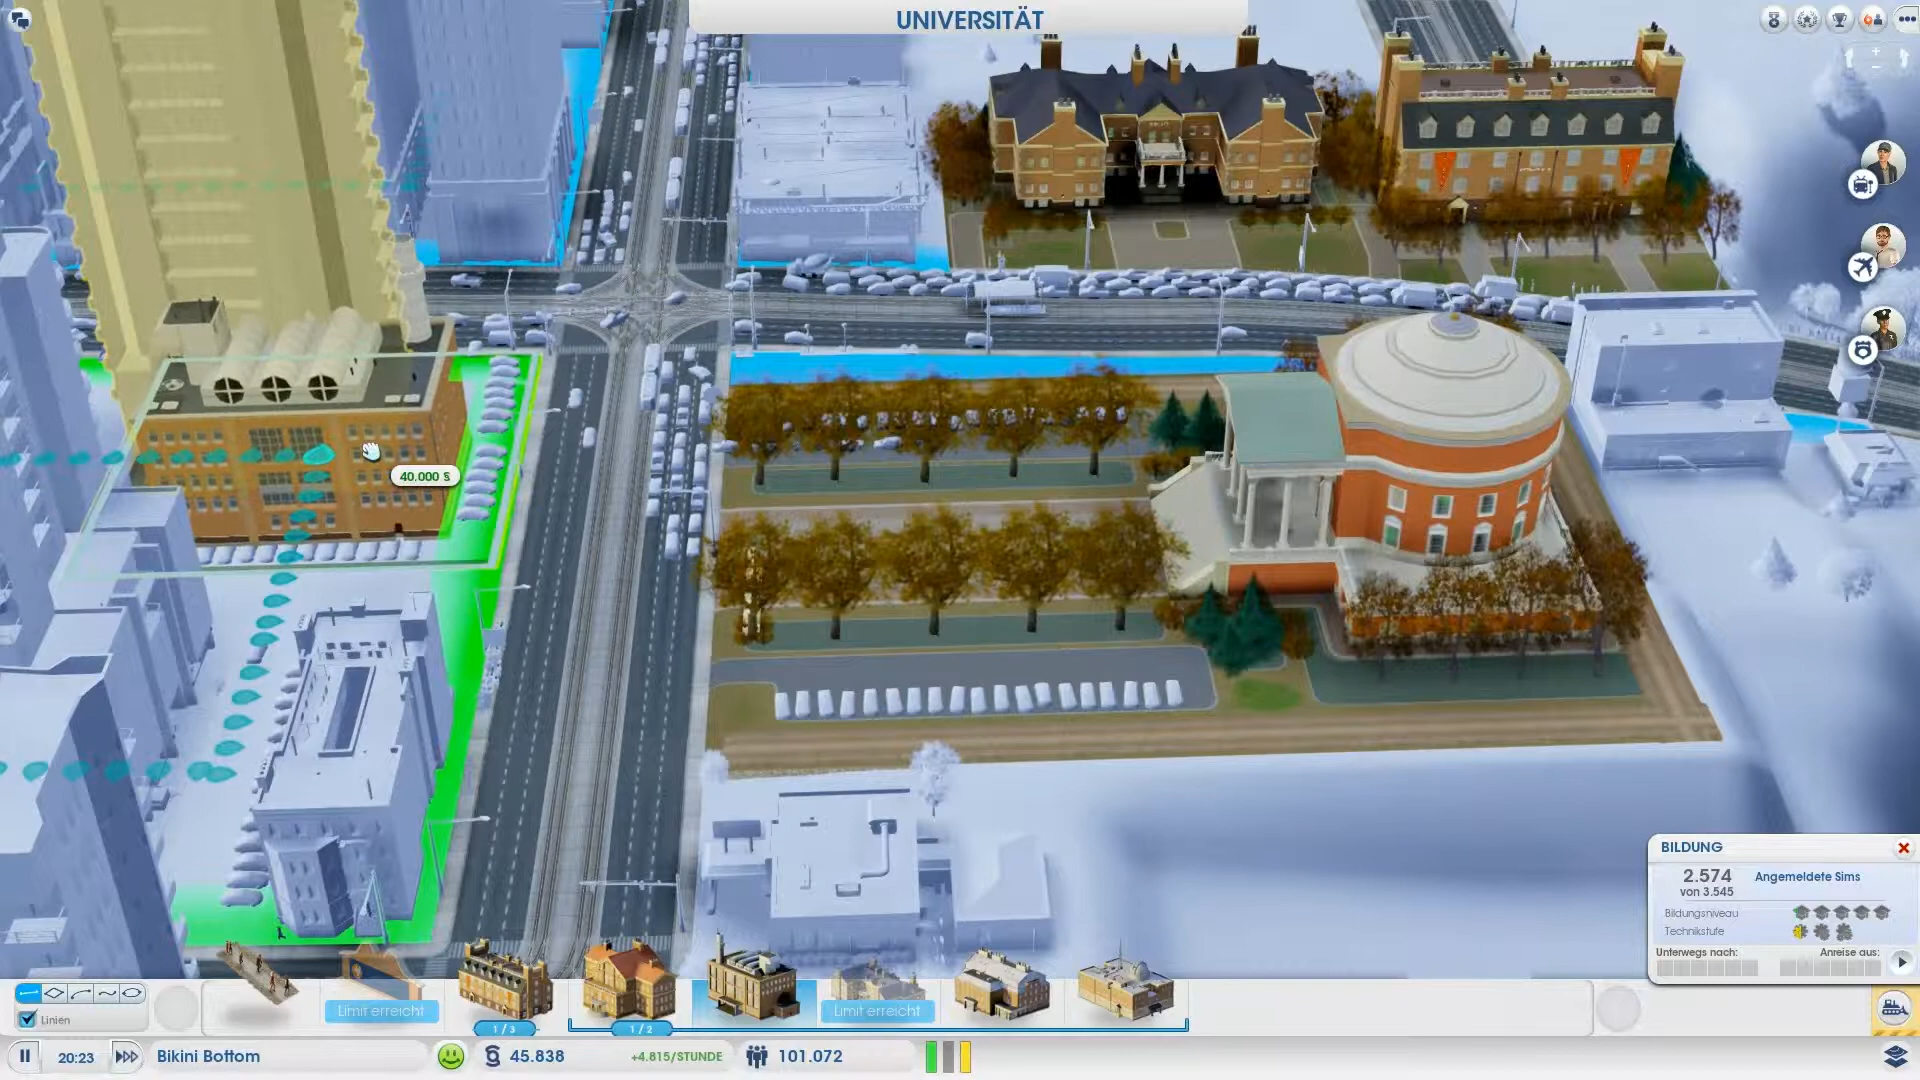 UNIVERSITÄT
40.000 §
BILDUNG
2.574
von 3.545
Angemeldete Sims
Bildungsniveau
Technikstufe
Unterwegs nach:
Anreise aus:
Limit erreicht
Limit erreicht
1 / 3
1 / 2
Linien
20:23
Bikini Bottom
45.838
+4.815/STUNDE
101.072